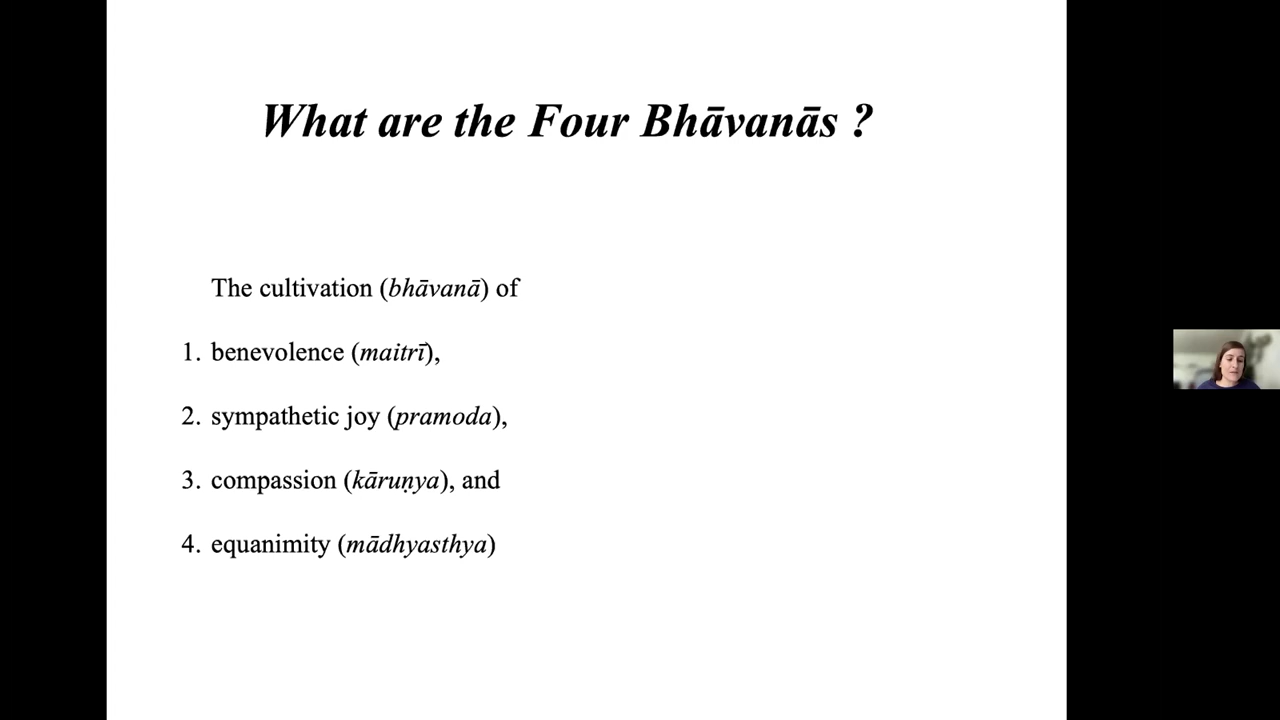 What are the Four Bhāvanās ?
The cultivation (bhāvanā) of
1. benevolence (maitrī),
2. sympathetic joy (pramoda),
3. compassion (kāruṇya), and
4. equanimity (mādhyasthya)